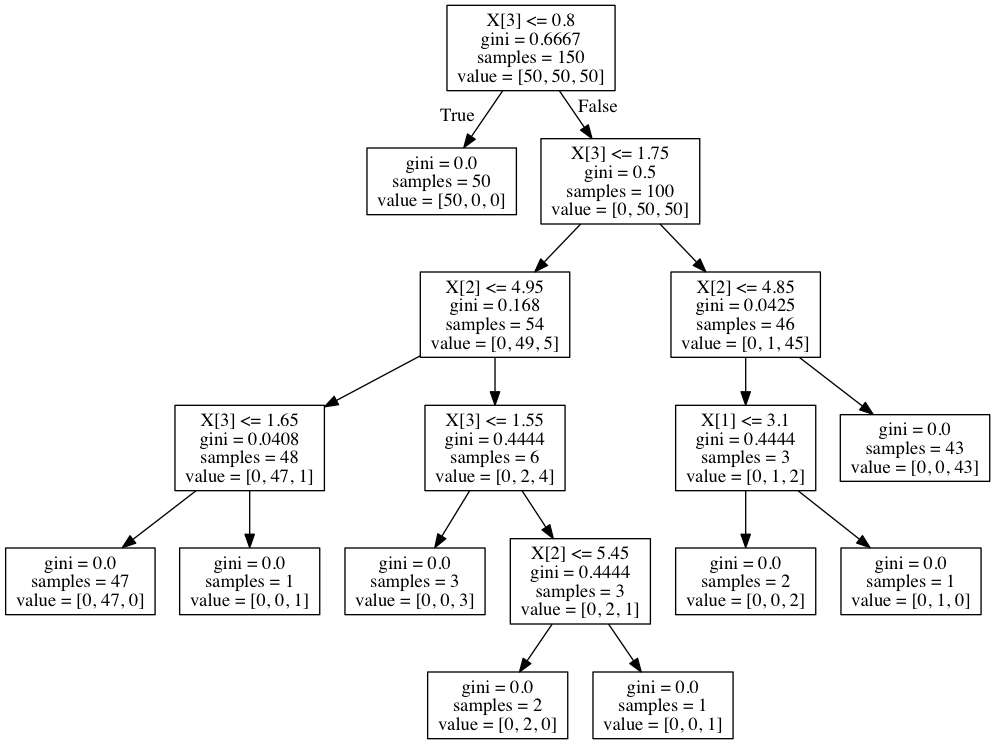 X[3] <= 0.8
gini = 0.6667
samples = 150
value = [50, 50, 50]
True
False
gini = 0.0
samples = 50
value = [50, 0, 0]
X[3] <= 1.75
gini = 0.5
samples = 100
value = [0, 50, 50]
X[2] <= 4.95
gini = 0.168
samples = 54
value = [0, 49, 5]
X[2] <= 4.85
gini = 0.0425
samples = 46
value = [0, 1, 45]
X[3] <= 1.65
gini = 0.0408
samples = 48
value = [0, 47, 1]
X[3] <= 1.55
gini = 0.4444
samples = 6
value = [0, 2, 4]
X[1] <= 3.1
gini = 0.4444
samples = 3
value = [0, 1, 2]
gini = 0.0
samples = 43
value = [0, 0, 43]
gini = 0.0
samples = 47
value = [0, 47, 0]
gini = 0.0
samples = 1
value = [0, 0, 1]
gini = 0.0
samples = 3
value = [0, 0, 3]
X[2] <= 5.45
gini = 0.4444
samples = 3
value = [0, 2, 1]
gini = 0.0
samples = 2
value = [0, 0, 2]
gini = 0.0
samples = 1
value = [0, 1, 0]
gini = 0.0
samples = 2
value = [0, 2, 0]
gini = 0.0
samples = 1
value = [0, 0, 1]